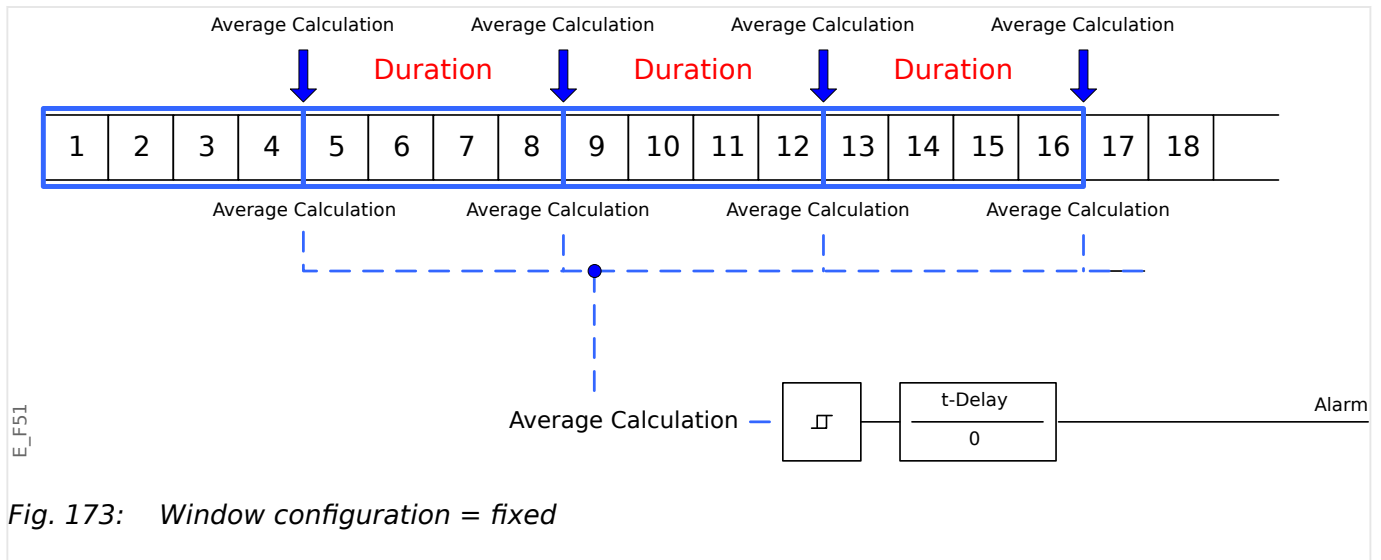 Average Calculation Average Calculation Average Calculation Average Calculation
Duration Duration Duration
1 2 3 4 5 6 7 8 9 10 11 12 13 14 15 16 17 18
Average Calculation Average Calculation Average Calculation Average Calculation
t-Delay
Alarm
Average Calculation
0
E_F51
Fig. 173: Window configuration = fixed